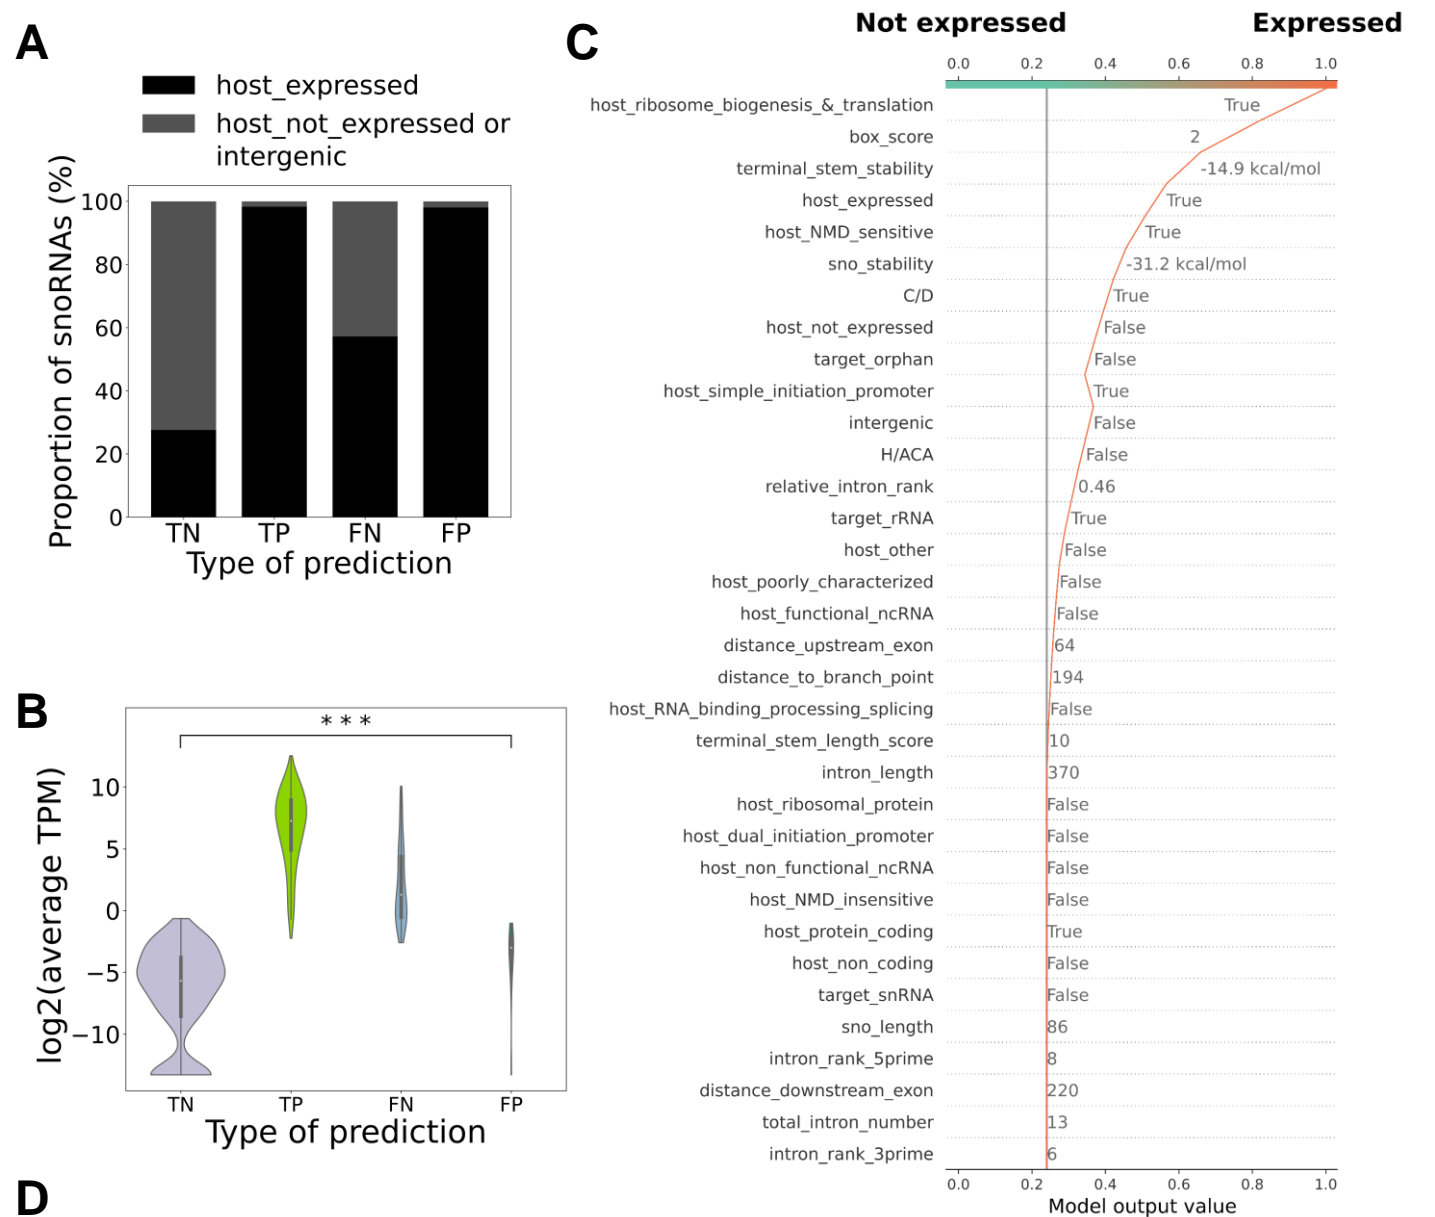 A
host_expressed
host_not_expressed or
intergenic
Proportion of snoRNAs (%)
100
80
60
40
20
0
TN TP FN FP
Type of prediction
B
* * *
log2(average TPM)
10
5
0
−5
−10
TN TP FN FP
Type of prediction
D
C
Not expressed Expressed
0.0 0.2 0.4 0.6 0.8 1.0
host_ribosome_biogenesis_&_translation True
box_score 2
terminal_stem_stability -14.9 kcal/mol
host_expressed True
host_NMD_sensitive True
sno_stability -31.2 kcal/mol
C/D True
host_not_expressed False
target_orphan False
host_simple_initiation_promoter True
intergenic False
H/ACA False
relative_intron_rank 0.46
target_rRNA True
host_other False
host_poorly_characterized False
host_functional_ncRNA False
distance_upstream_exon 64
distance_to_branch_point 194
host_RNA_binding_processing_splicing False
terminal_stem_length_score 10
intron_length 370
host_ribosomal_protein False
host_dual_initiation_promoter False
host_non_functional_ncRNA False
host_NMD_insensitive False
host_protein_coding True
host_non_coding False
target_snRNA False
sno_length 86
intron_rank_5prime 8
distance_downstream_exon 220
total_intron_number 13
intron_rank_3prime 6
0.0 0.2 0.4 0.6 0.8 1.0
Model output value